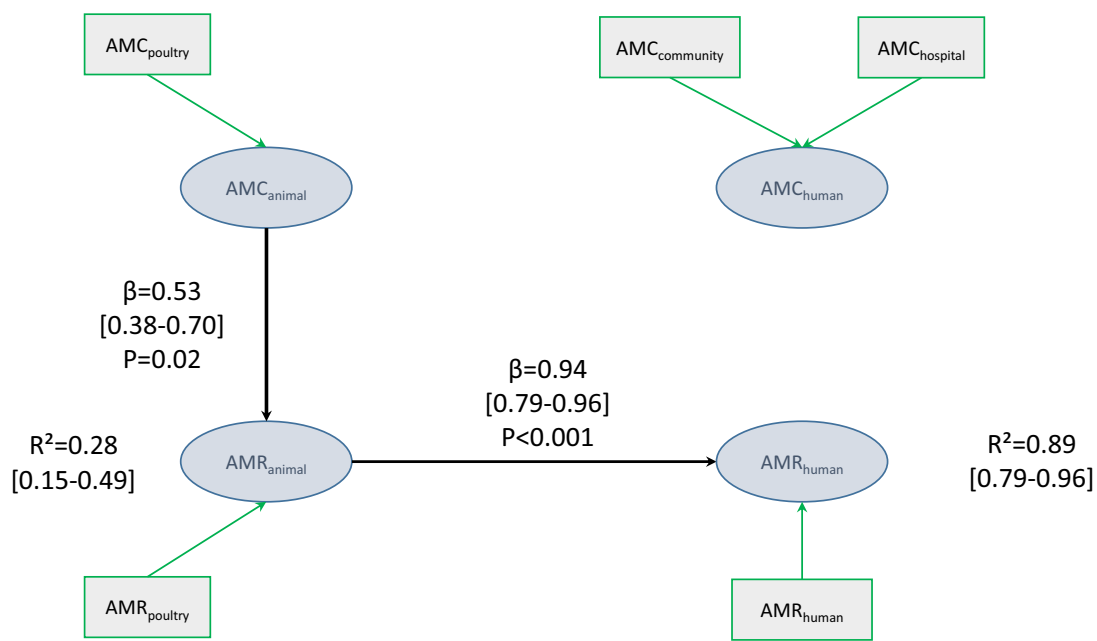 AMCpoultry
AMCcommunity
AMChospital
AMCanimal
AMChuman
β=0.53
[0.38-0.70]
P=0.02
β=0.94
[0.79-0.96]
P<0.001
R²=0.28
[0.15-0.49]
AMRanimal
AMRhuman
R²=0.89
[0.79-0.96]
AMRpoultry
AMRhuman